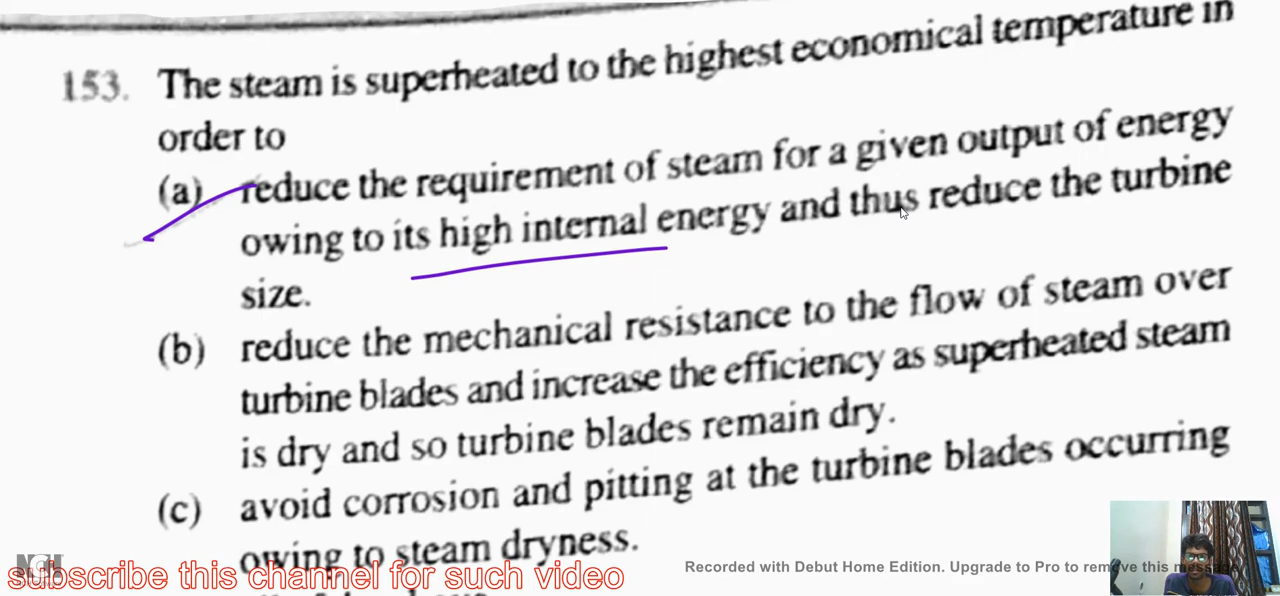 153. The steam is superheated to the highest economical temperature in
order to
(a) reduce the requirement of steam for a given output of energy
owing to its high internal energy and thus reduce the turbine
size.
(b) reduce the mechanical resistance to the flow of steam over
turbine blades and increase the efficiency as superheated steam
is dry and so turbine blades remain dry.
(c) avoid corrosion and pitting at the turbine blades occurring
owing to steam dryness.
NCH
subscribe this channel for such video
Recorded with Debut Home Edition. Upgrade to Pro to remove this message